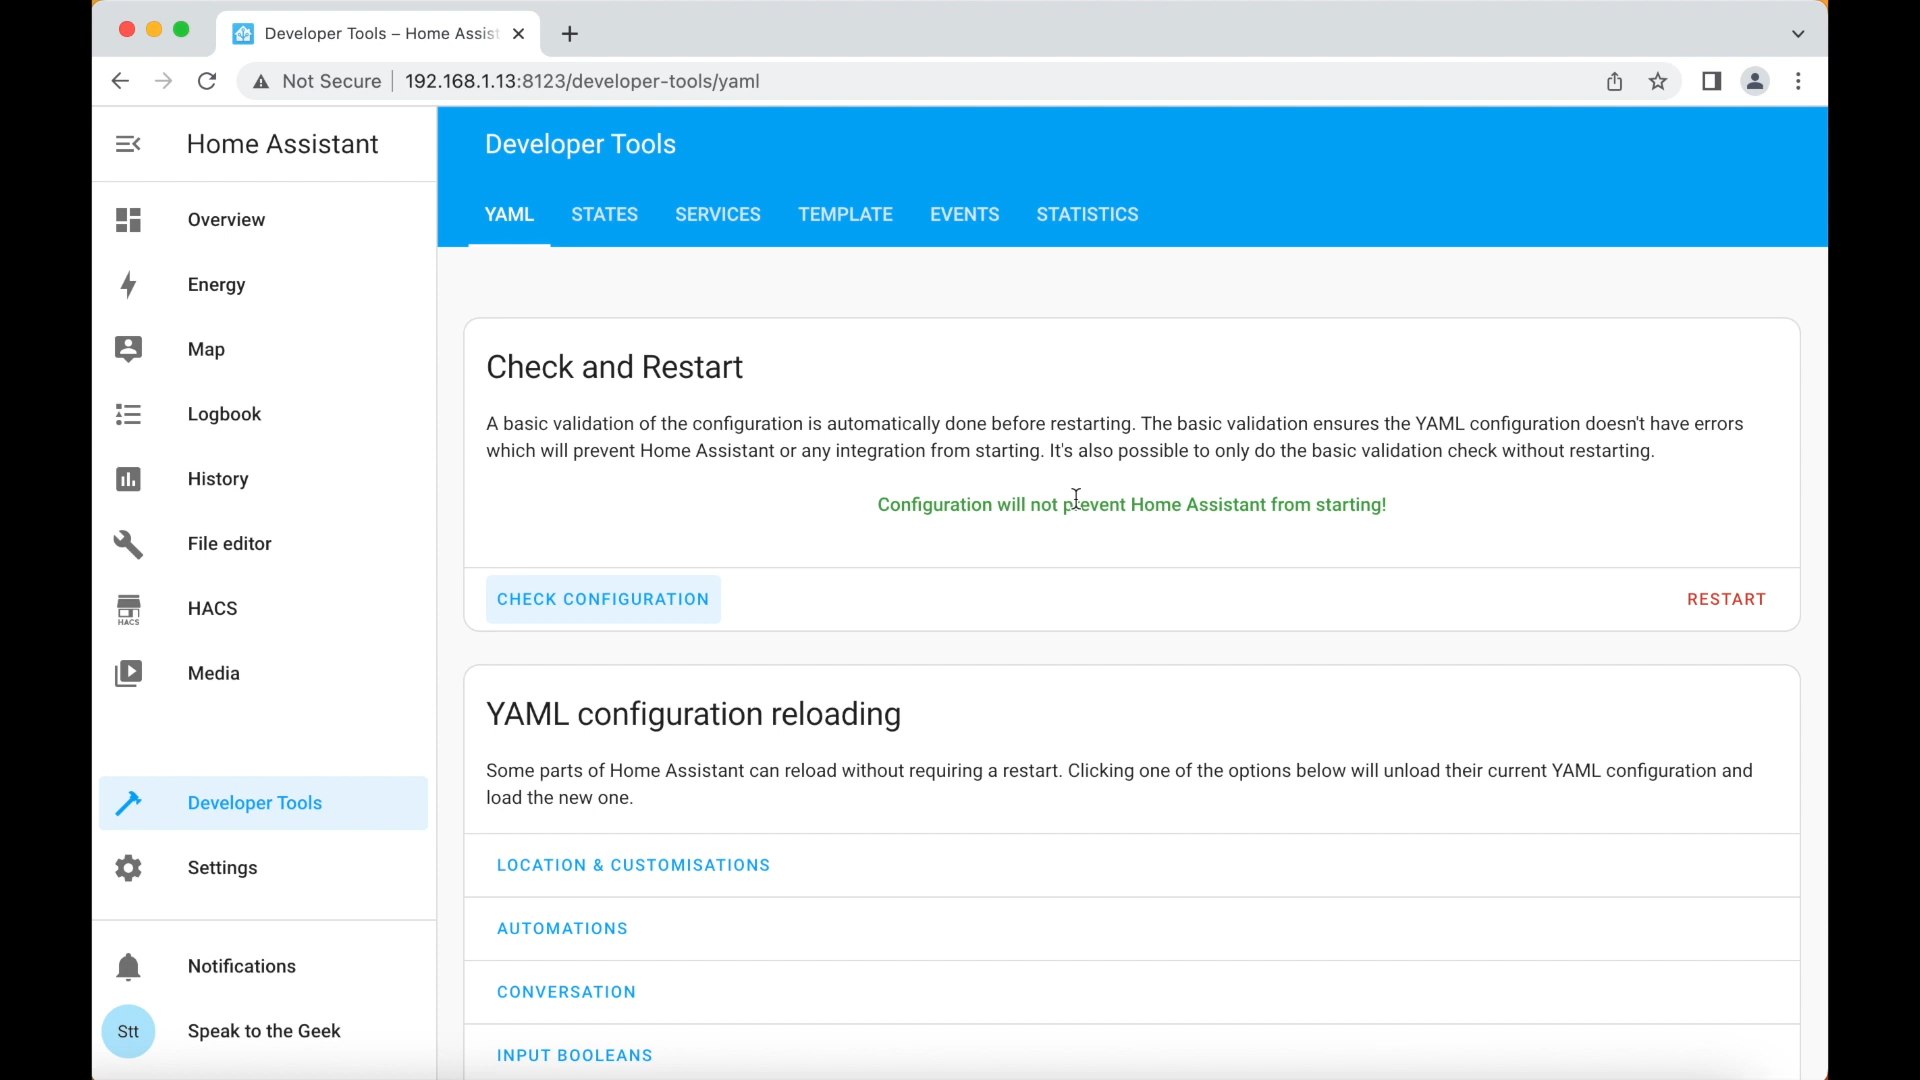 Developer Tools – Home Assist
Not Secure
192.168.1.13:8123/developer-tools/yaml
Home Assistant
Overview
Energy
Map
Logbook
History
File editor
HACS
HACS
Media
Developer Tools
Settings
Notifications
Stt
Speak to the Geek
Developer Tools
YAML
STATES
SERVICES
TEMPLATE
EVENTS
STATISTICS
Check and Restart
A basic validation of the configuration is automatically done before restarting. The basic validation ensures the YAML configuration doesn't have errors
which will prevent Home Assistant or any integration from starting. It's also possible to only do the basic validation check without restarting.
Configuration will not prevent Home Assistant from starting!
CHECK CONFIGURATION
RESTART
YAML configuration reloading
Some parts of Home Assistant can reload without requiring a restart. Clicking one of the options below will unload their current YAML configuration and
load the new one.
LOCATION & CUSTOMISATIONS
AUTOMATIONS
CONVERSATION
INPUT BOOLEANS